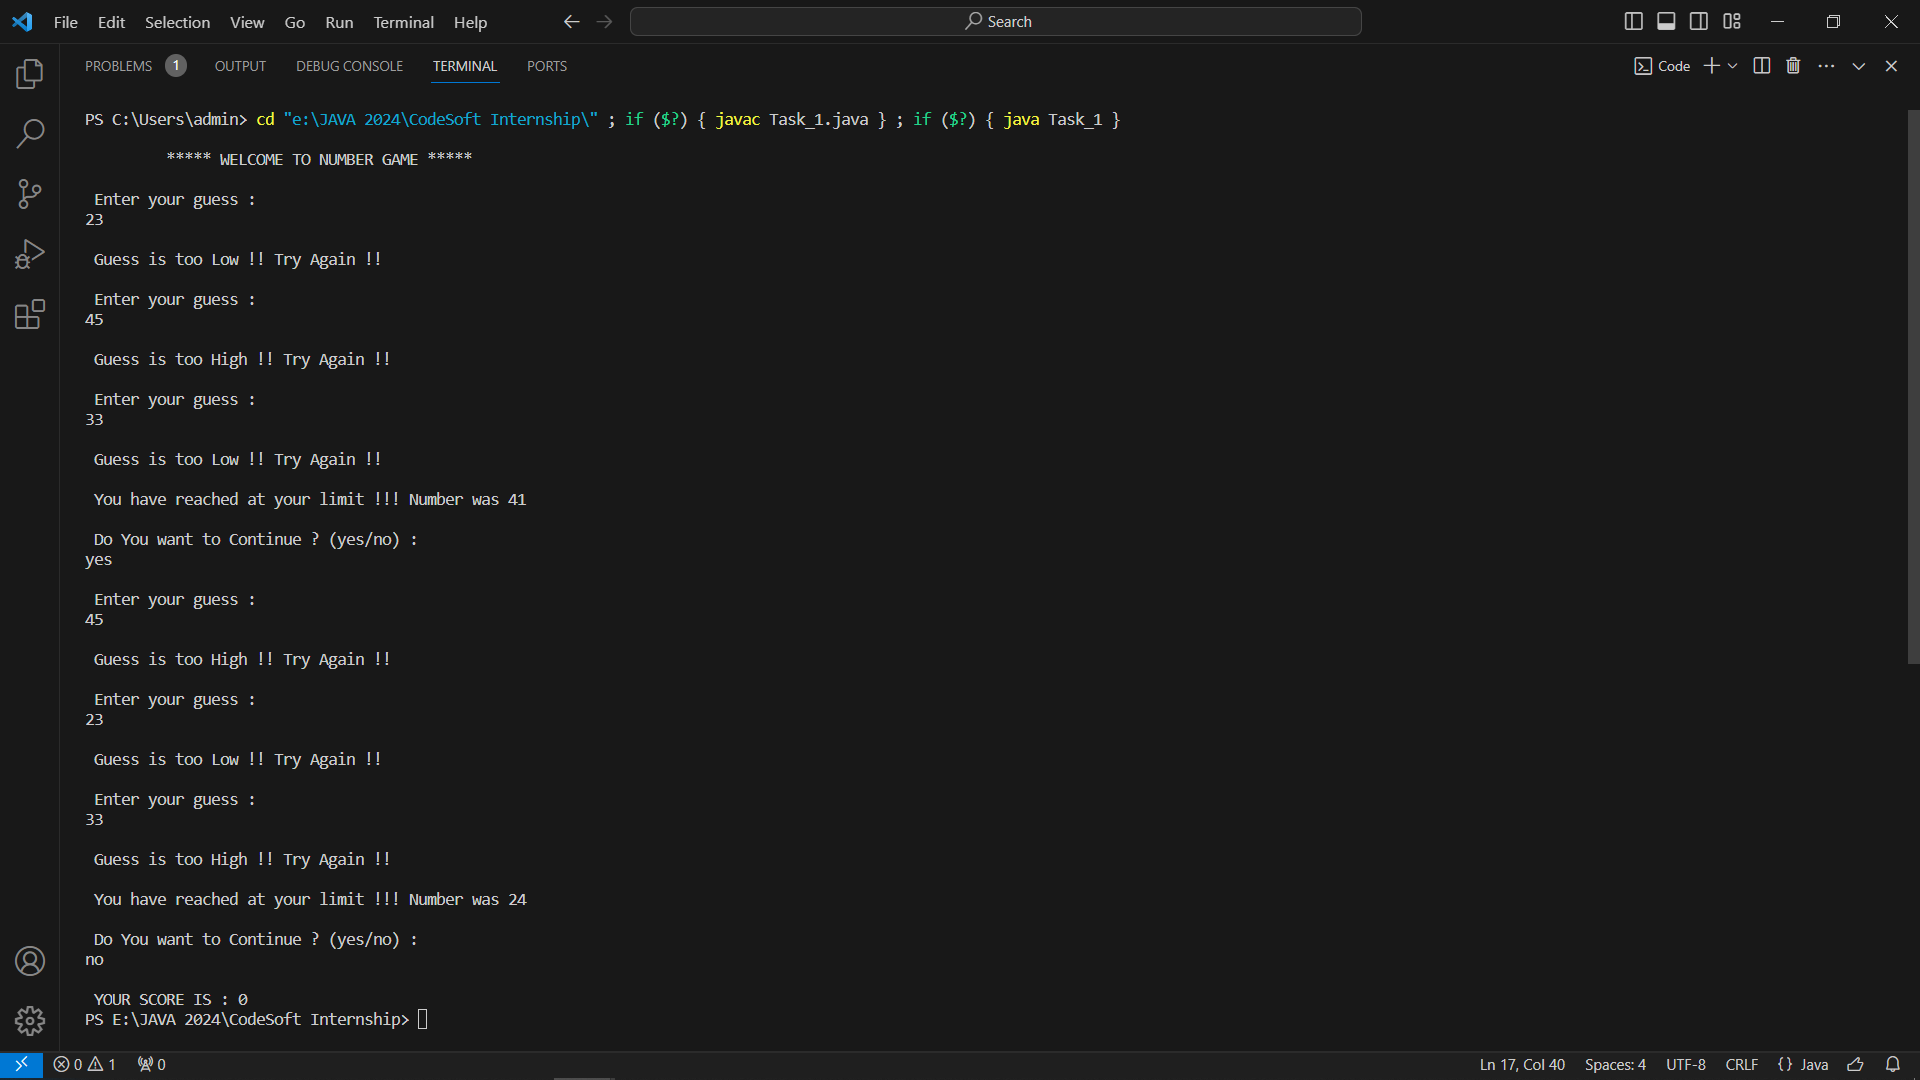 File Edit Selection View Go Run Terminal Help Search
PROBLEMS 1 OUTPUT DEBUG CONSOLE TERMINAL PORTS Code
PS C:\Users\admin> cd "e:\JAVA 2024\CodeSoft Internship\" ; if ($?) { javac Task_1.java } ; if ($?) { java Task_1 }
***** WELCOME TO NUMBER GAME *****
Enter your guess :
23
Guess is too Low !! Try Again !!
Enter your guess :
45
Guess is too High !! Try Again !!
Enter your guess :
33
Guess is too Low !! Try Again !!
You have reached at your limit !!! Number was 41
Do You want to Continue ? (yes/no) :
yes
Enter your guess :
45
Guess is too High !! Try Again !!
Enter your guess :
23
Guess is too Low !! Try Again !!
Enter your guess :
33
Guess is too High !! Try Again !!
You have reached at your limit !!! Number was 24
Do You want to Continue ? (yes/no) :
no
YOUR SCORE IS : 0
PS E:\JAVA 2024\CodeSoft Internship>
0 1 0 Ln 17, Col 40 Spaces: 4 UTF-8 CRLF {} Java